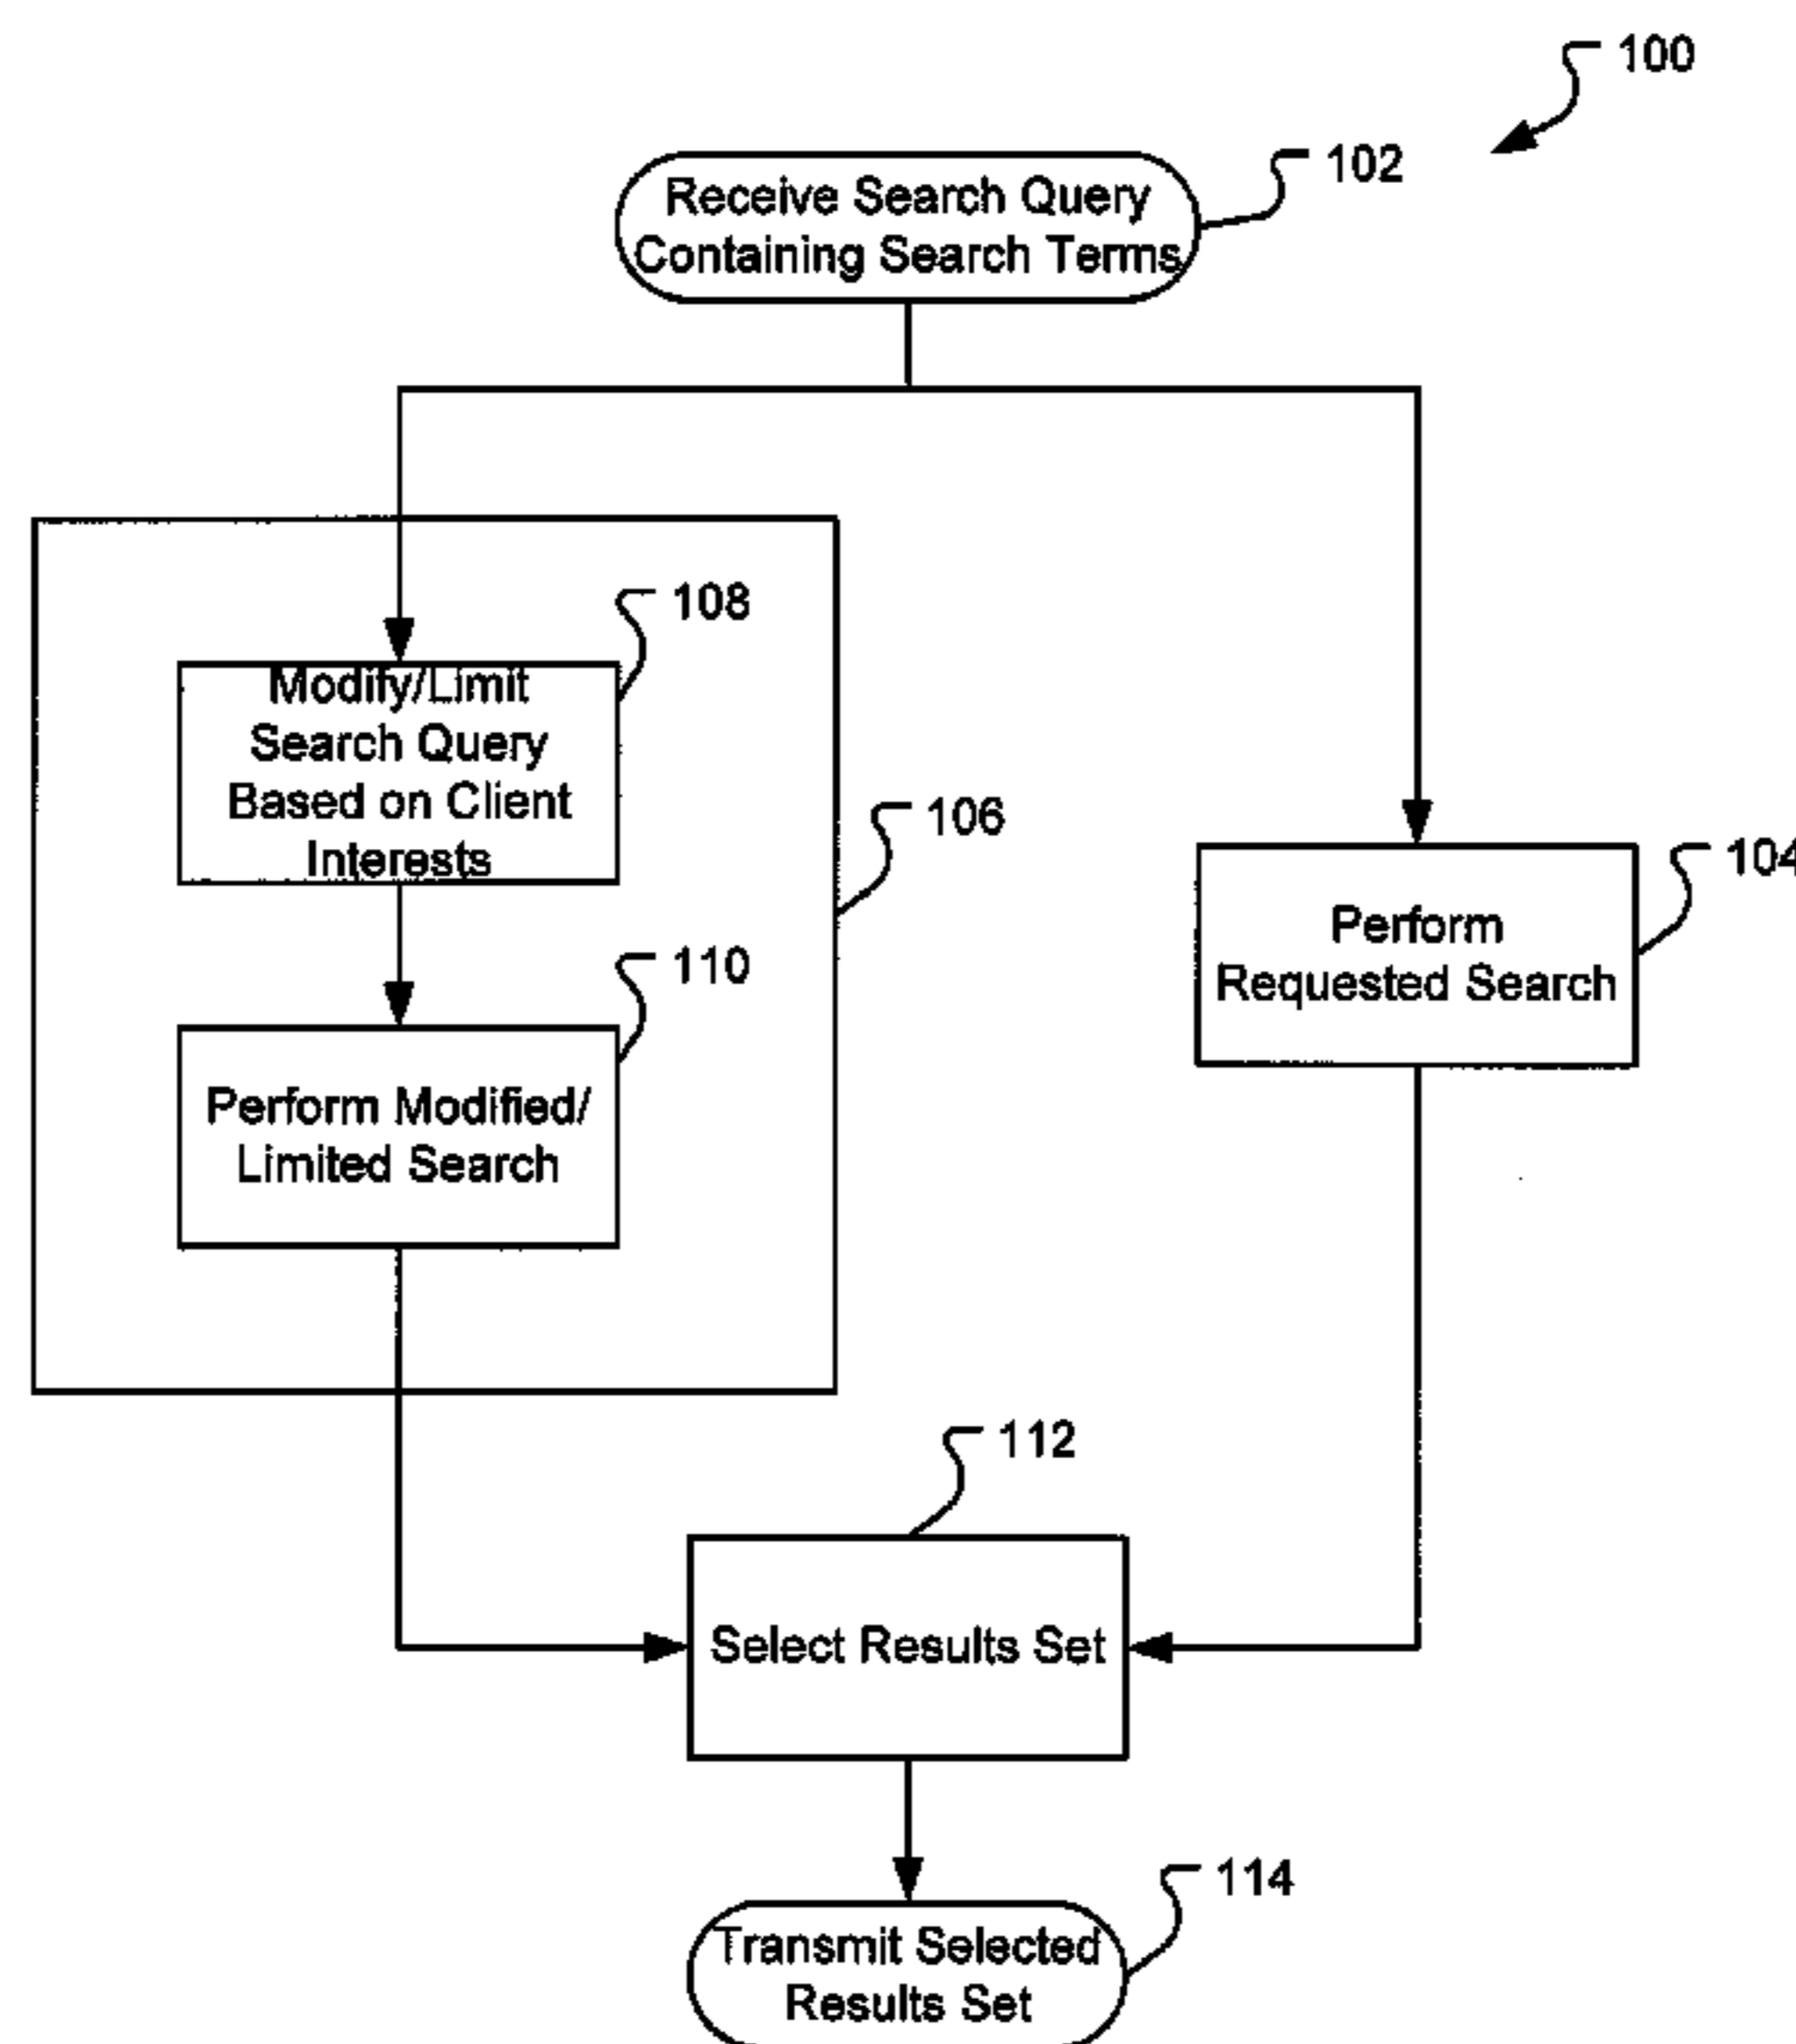 100
102
Receive Search Query
Containing Search Terms
108
Modify/Limit
Search Query
Based on Client
Interests
106
104
Perform
Requested Search
110
Perform Modified/
Limited Search
112
Select Results Set
114
Transmit Selected
Results Set